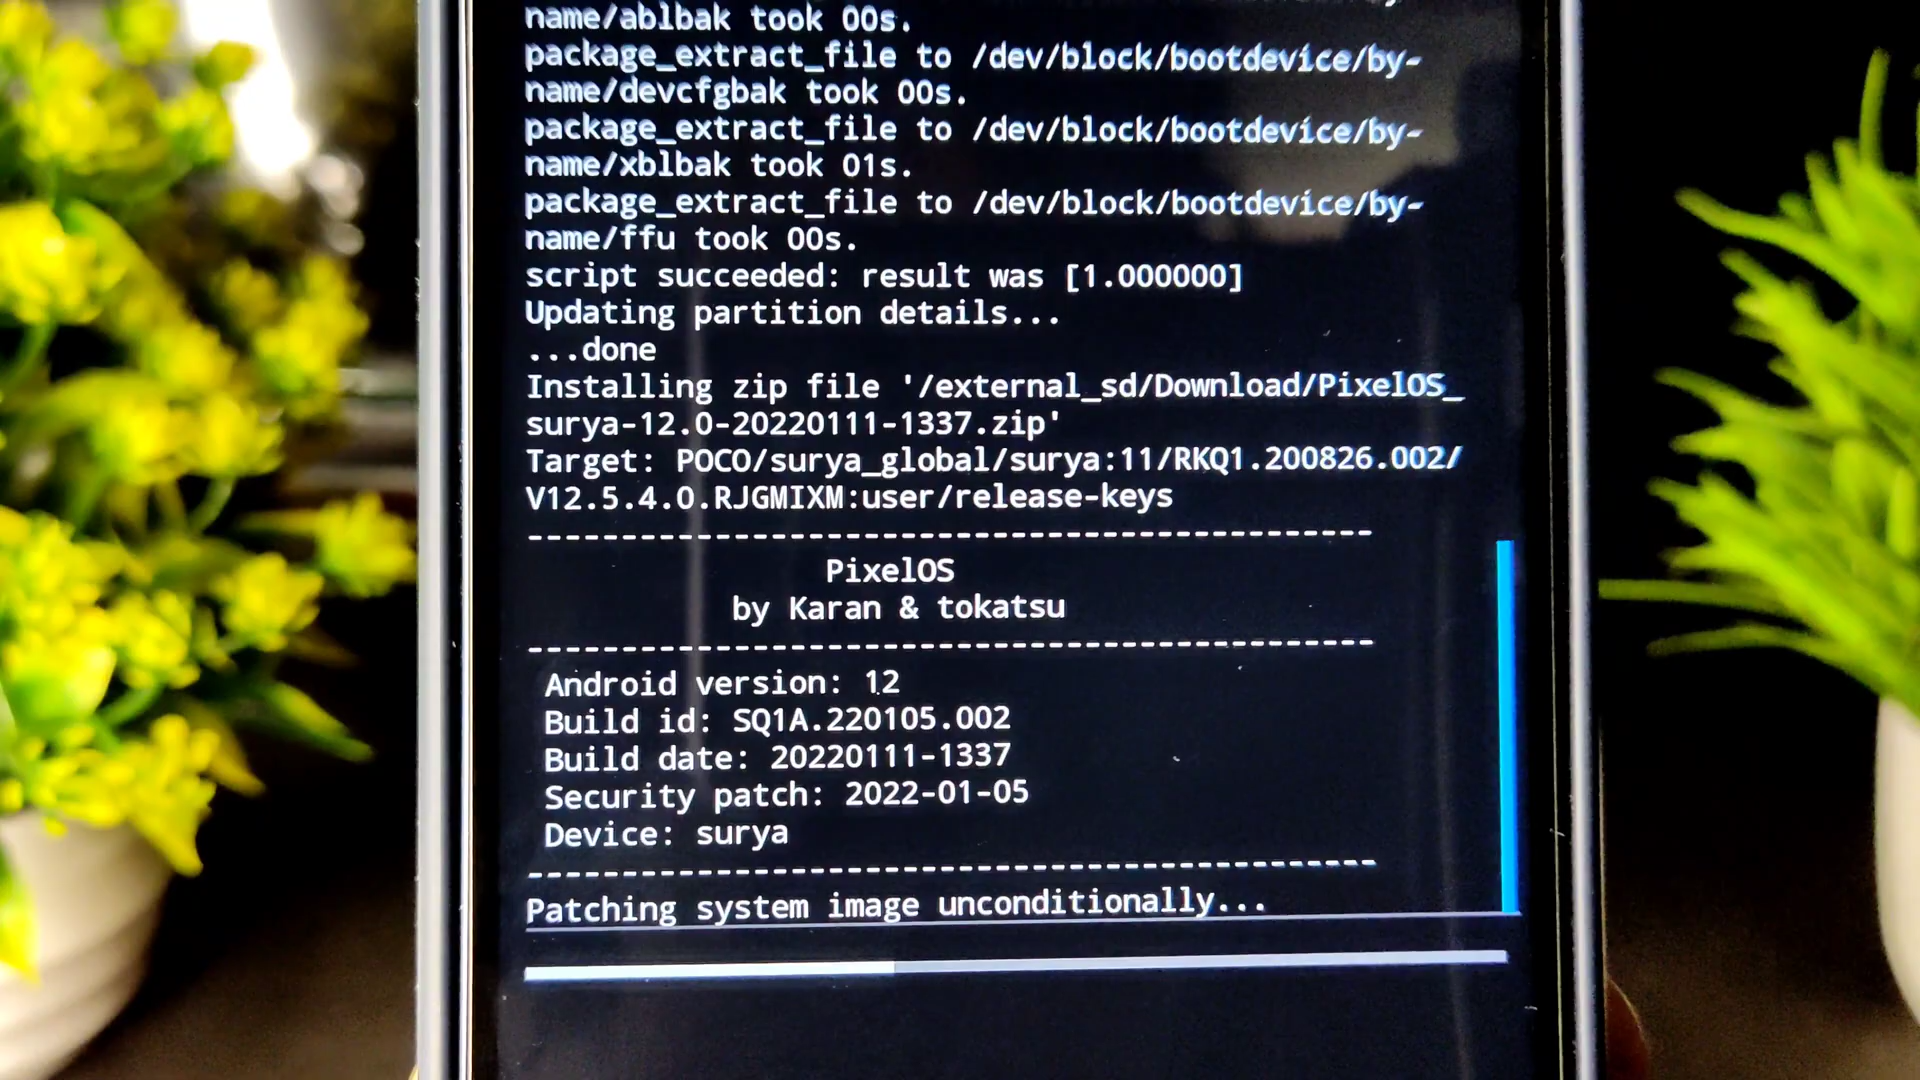 name/ablbak took 00s.
package_extract_file to /dev/block/bootdevice/by-
name/devcfgbak took 00s.
package_extract_file to /dev/block/bootdevice/by-
name/xblbak took 01s.
package_extract_file to /dev/block/bootdevice/by-
name/ffu took 00s.
script succeeded: result was [1.000000]
Updating partition details...
...done
Installing zip file '/external_sd/Download/PixelOS_
surya-12.0-20220111-1337.zip'
Target: POCO/surya_global/surya:11/RKQ1.200826.002/
V12.5.4.0.RJGMIXM:user/release-keys
----------------------------------------------
PixelOS
by Karan & tokatsu
----------------------------------------------
Android version: 12
Build id: SQ1A.220105.002
Build date: 20220111-1337
Security patch: 2022-01-05
Device: surya
----------------------------------------------
Patching system image unconditionally...